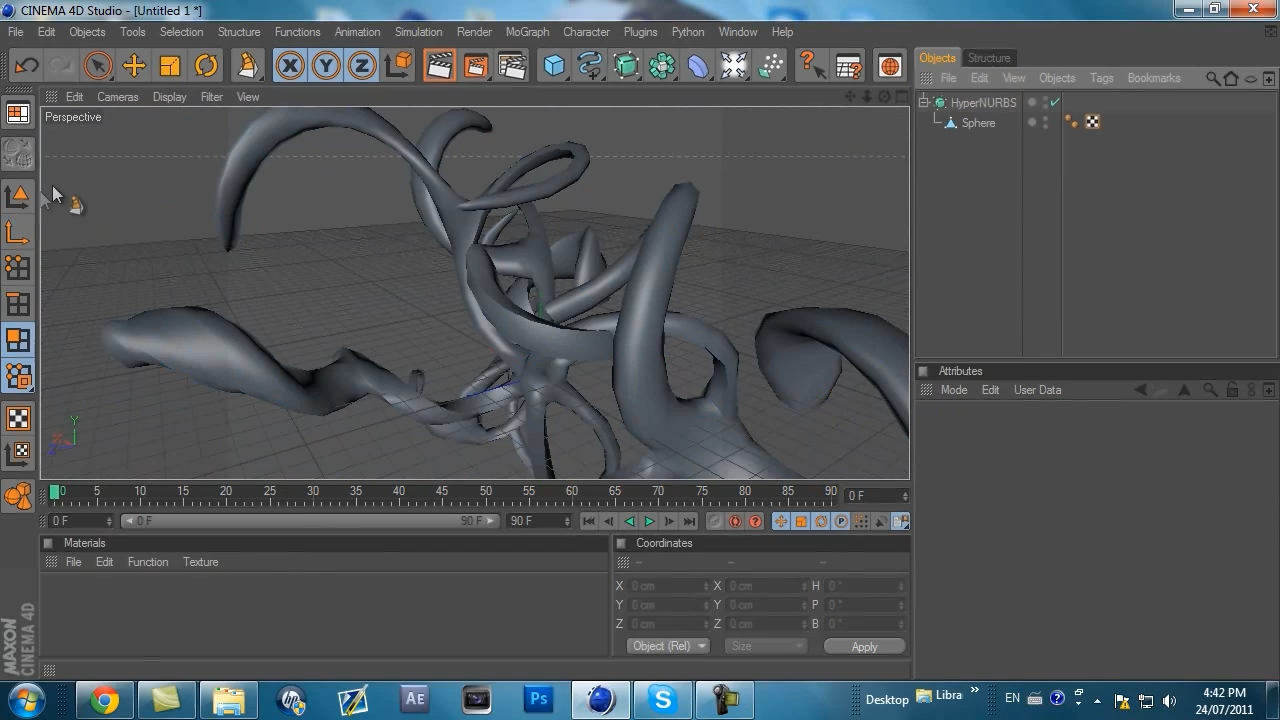 CINEMA 4D Studio - [Untitled 1 *]
File Edit Objects Tools Selection Structure Functions Animation Simulation Render MoGraph Character Plugins Python Window Help
X Y Z
Objects Structure
File Edit View Objects Tags Bookmarks
Edit Cameras Display Filter View
Perspective
HyperNURBS
Sphere
Attributes
Mode Edit User Data
Y
X
Z
0 5 10 15 20 25 30 35 40 45 50 55 60 65 70 75 80 85 90 0 F
0 F 0 F 90 F 90 F
Materials
File Edit Function Texture
Coordinates
X 0 cm X 0 cm H 0 °
Y 0 cm Y 0 cm P 0 °
Z 0 cm Z 0 cm B 0 °
Object (Rel) Size Apply
MAXON
CINEMA 4D
hp AE Ps S
Desktop Libra » EN
4:42 PM
24/07/2011